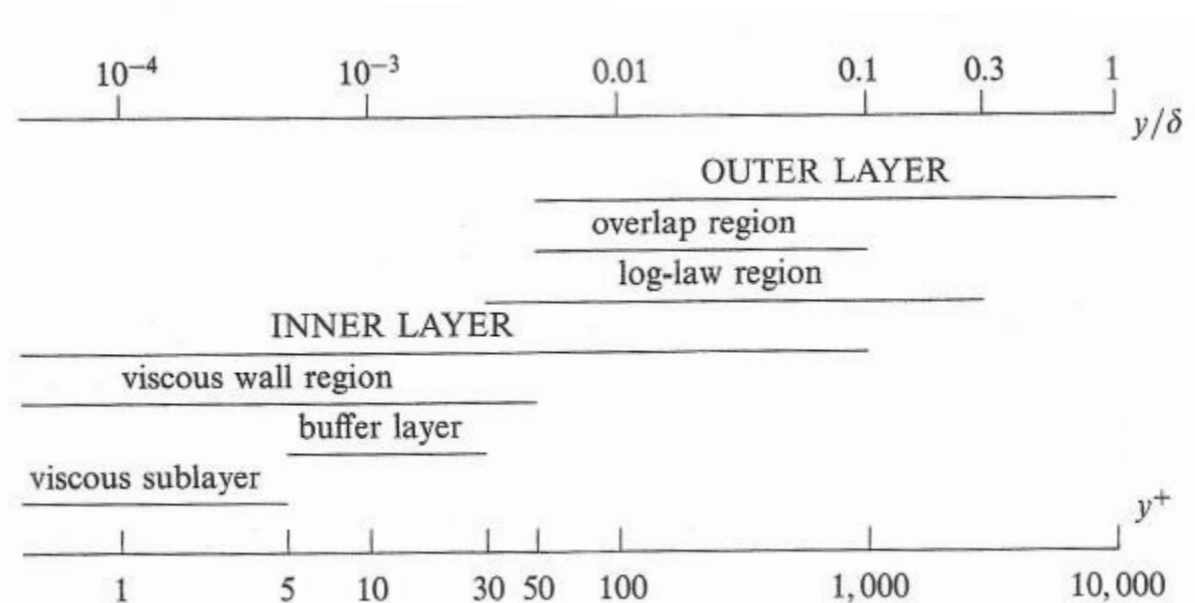 10⁻⁴ 10⁻³ 0.01 0.1 0.3 1
y/δ
OUTER LAYER
overlap region
log-law region
INNER LAYER
viscous wall region
buffer layer
viscous sublayer
y⁺
1 5 10 30 50 100 1,000 10,000